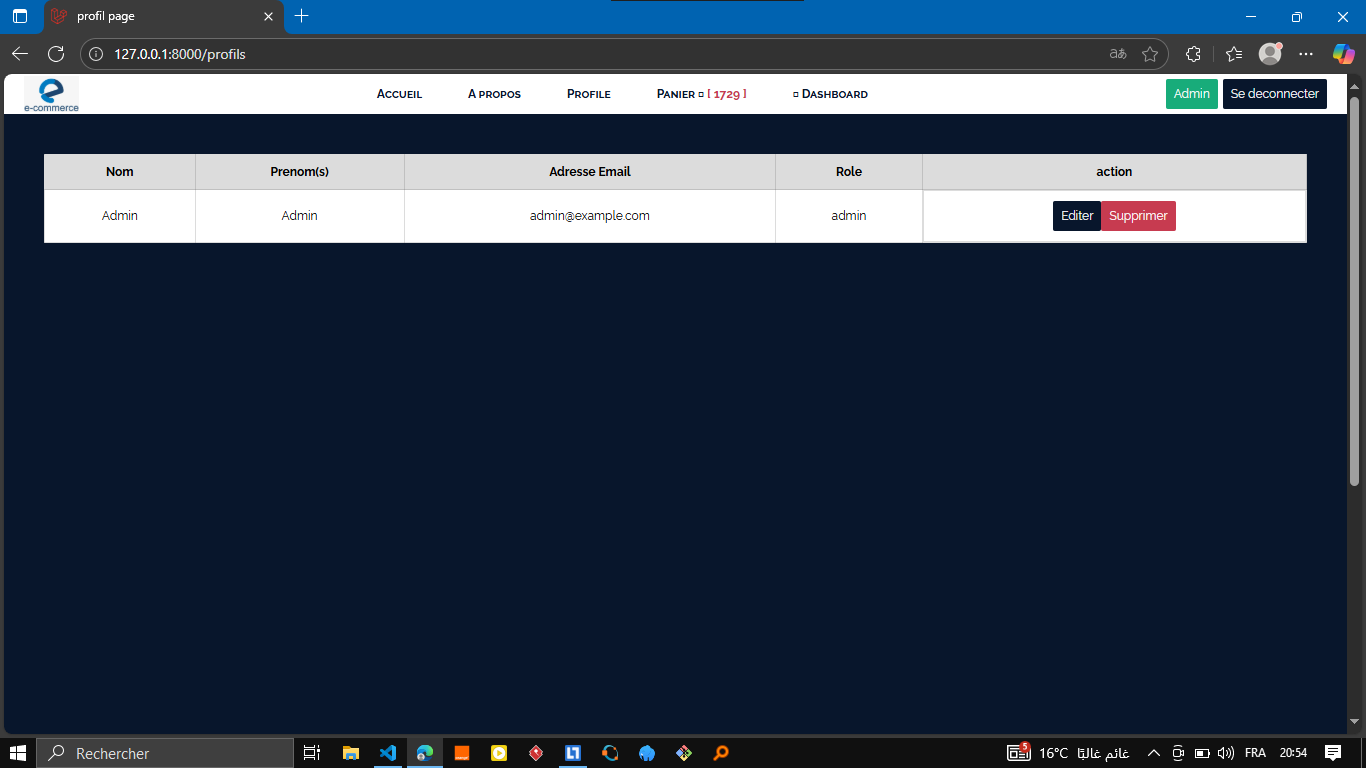 profil page
127.0.0.1:8000/profils
aあ
e-commerce
Accueil A propos Profile Panier [ 1729 ] Dashboard Admin Se deconnecter
Nom Prenom(s) Adresse Email Role action
Admin Admin admin@example.com admin Editer Supprimer
Rechercher 5 16°C غائم غالبًا FRA 20:54